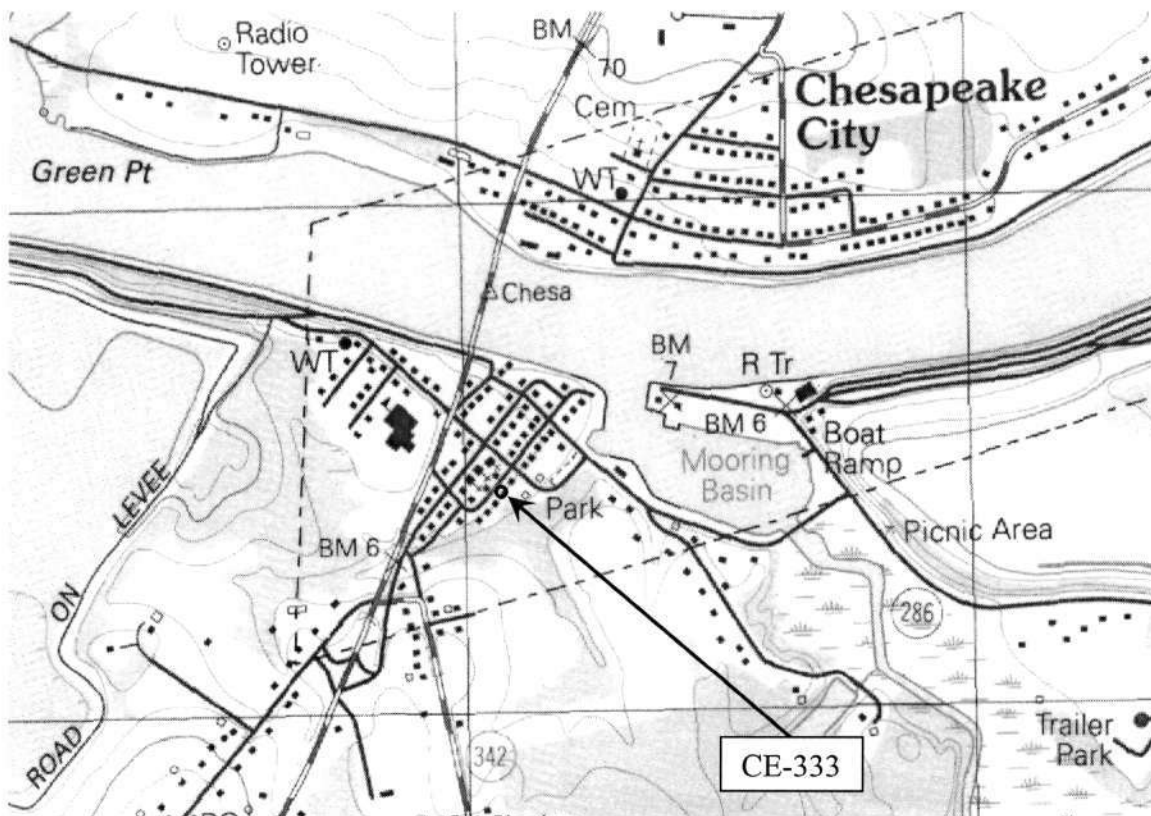 Radio
Tower
BM
70
Chesapeake
City
Cem
Green Pt
WT
Chesa
WT
BM
7
R Tr
BM 6
Boat
Ramp
Mooring
Basin
Park
Picnic Area
LEVEE
ON
ROAD
BM 6
286
342
CE-333
Trailer
Park